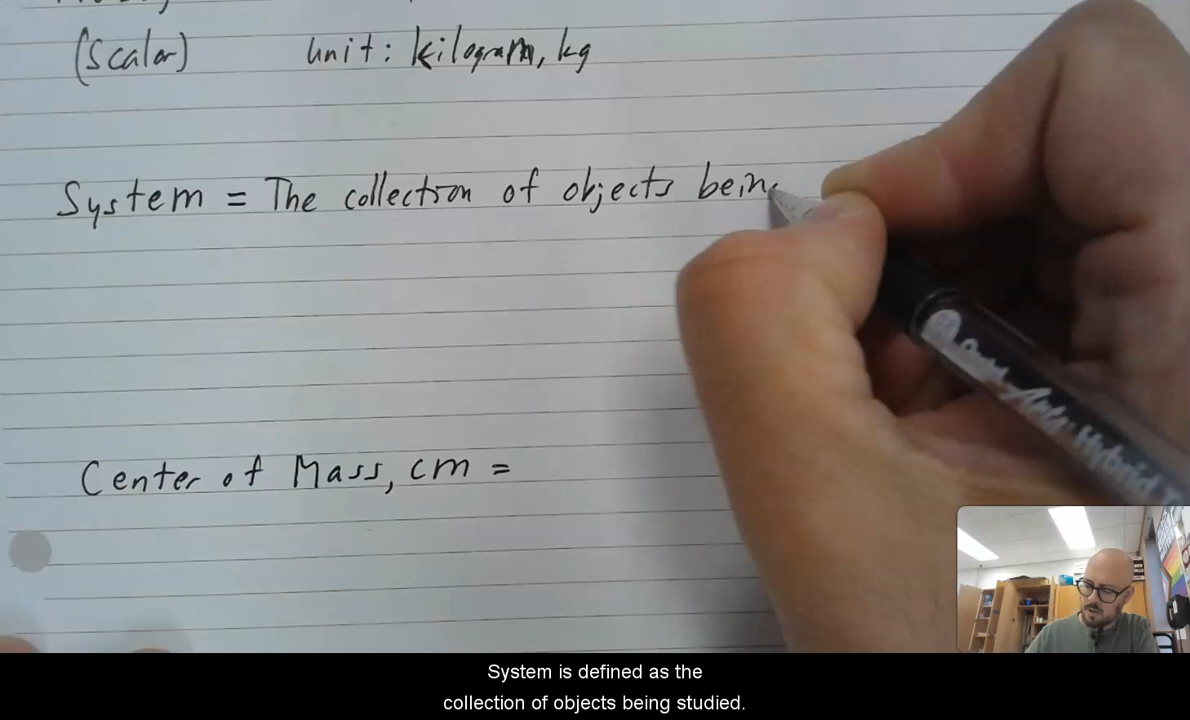 (Scalar) Unit: kilogram, kg
System = The collection of objects being
Center of Mass, cm =
System is defined as the
collection of objects being studied.